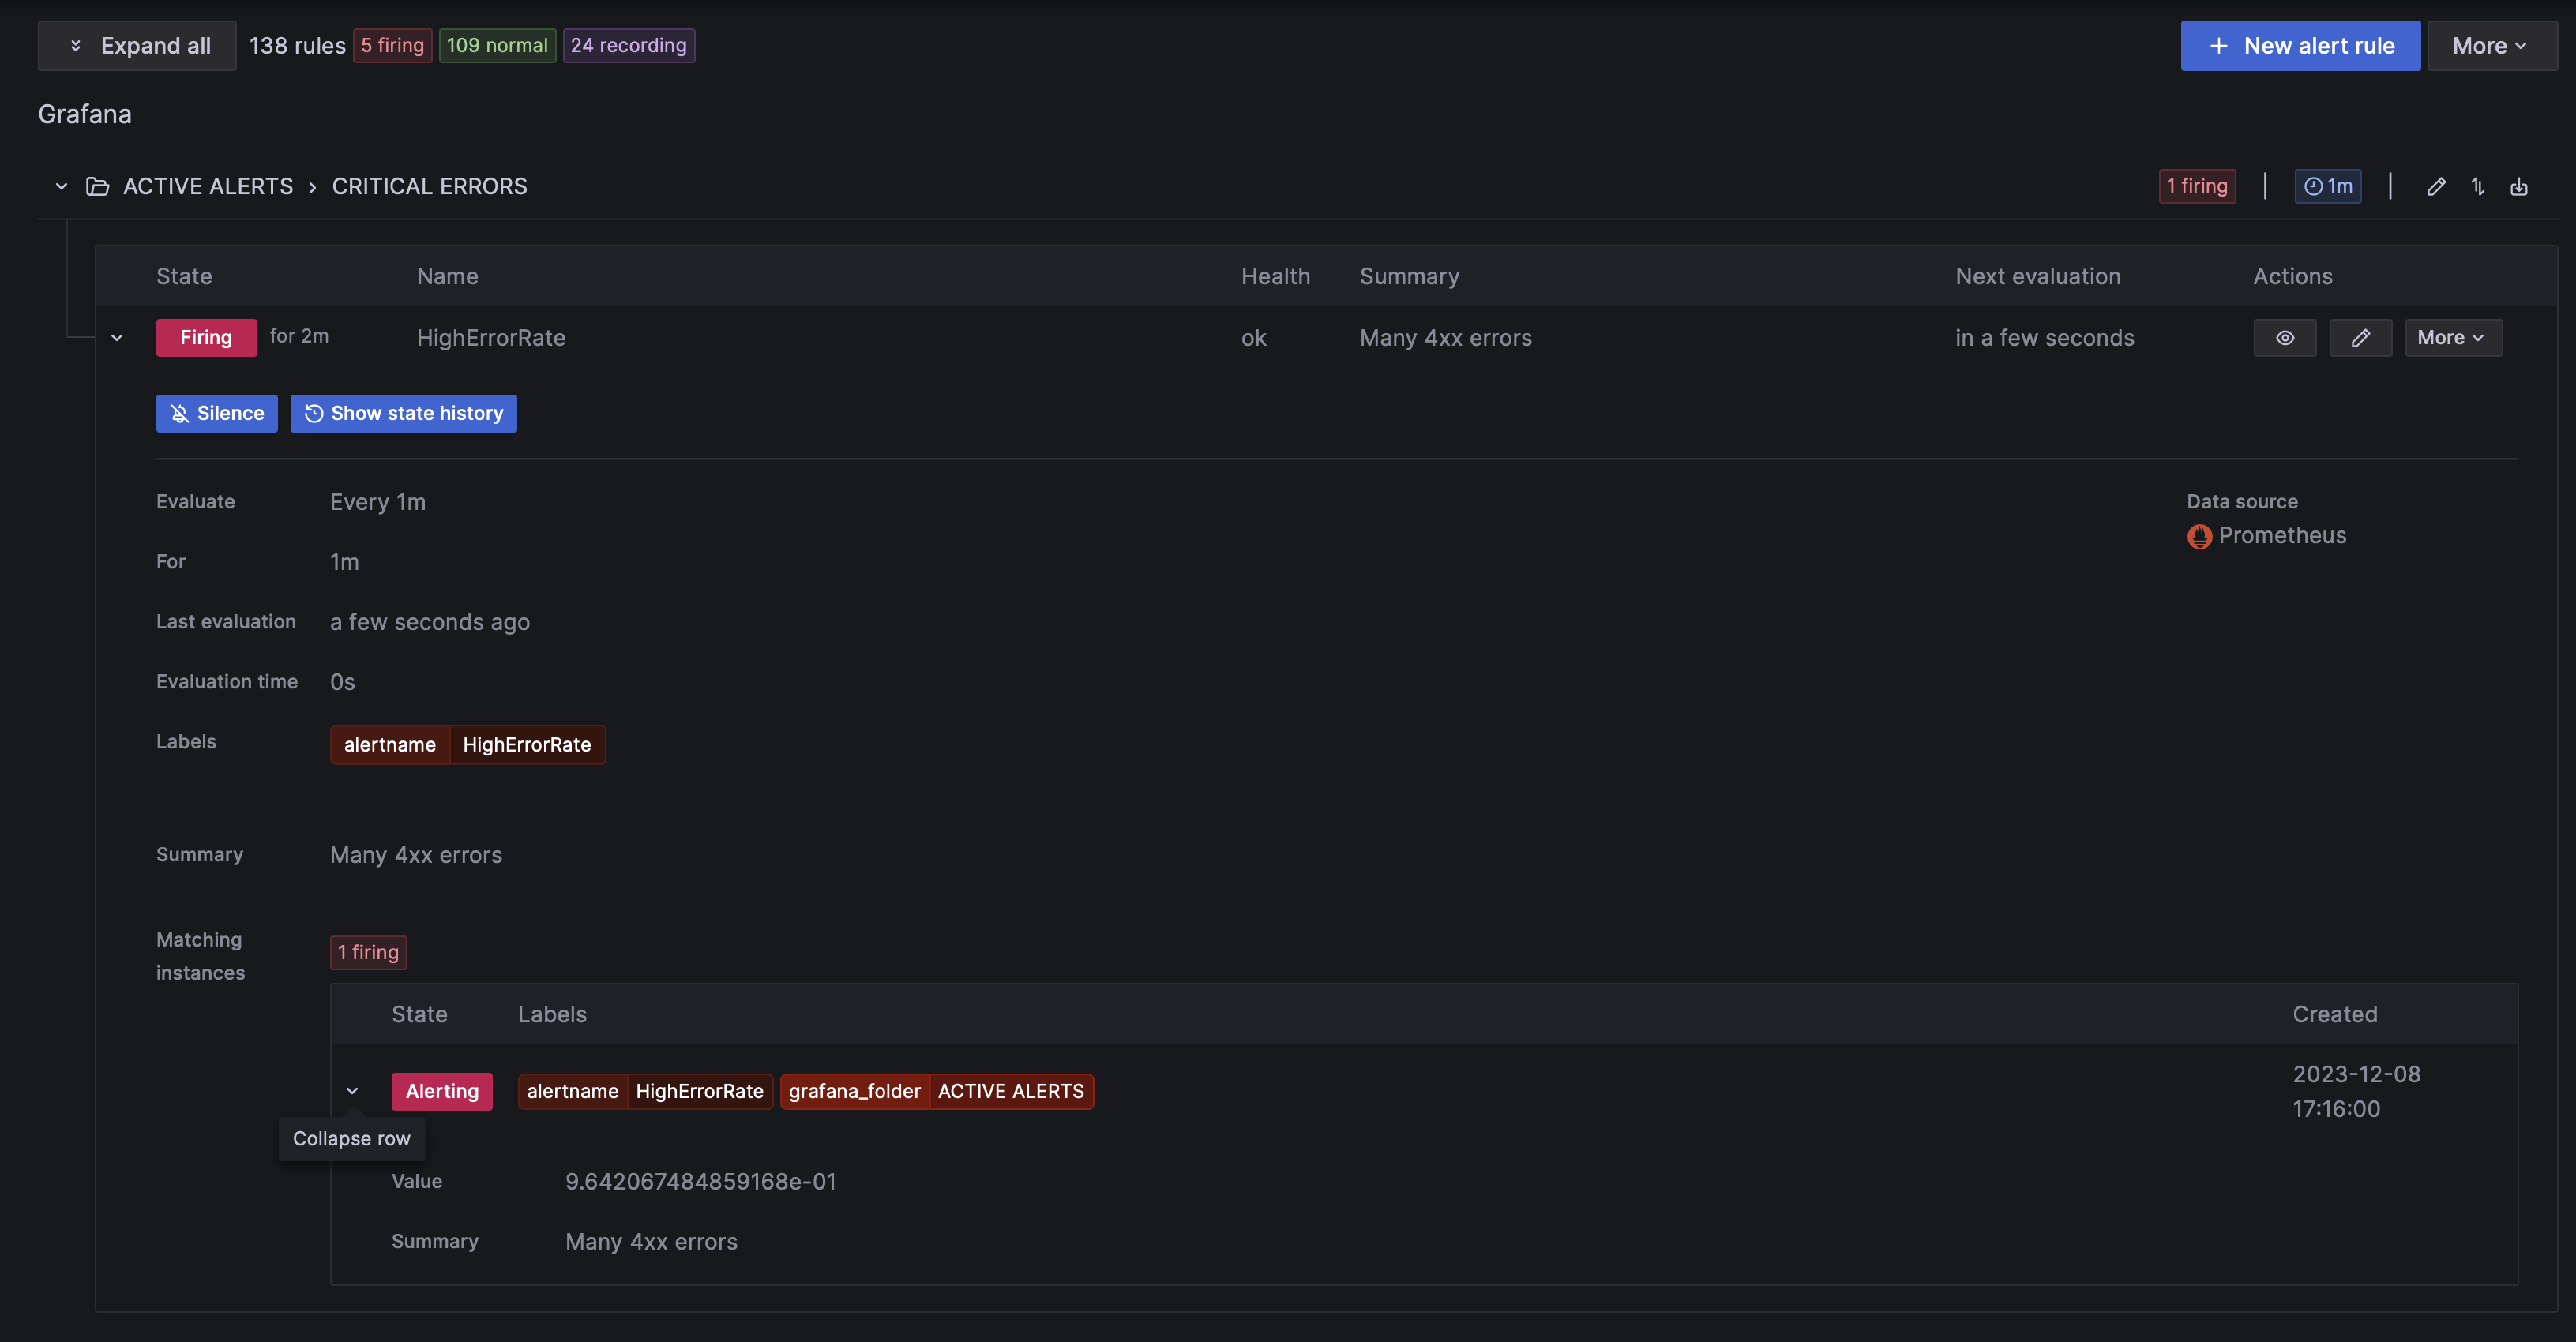 Expand all 138 rules 5 firing 109 normal 24 recording New alert rule More
Grafana
ACTIVE ALERTS › CRITICAL ERRORS 1 firing 1m
State Name Health Summary Next evaluation Actions
Firing for 2m HighErrorRate ok Many 4xx errors in a few seconds More
Silence Show state history
Evaluate Every 1m Data source
Prometheus
For 1m
Last evaluation a few seconds ago
Evaluation time 0s
Labels alertname HighErrorRate
Summary Many 4xx errors
Matching
instances
1 firing
State Labels Created
Alerting alertname HighErrorRate grafana_folder ACTIVE ALERTS 2023-12-08
17:16:00
Collapse row
Value 9.642067484859168e-01
Summary Many 4xx errors